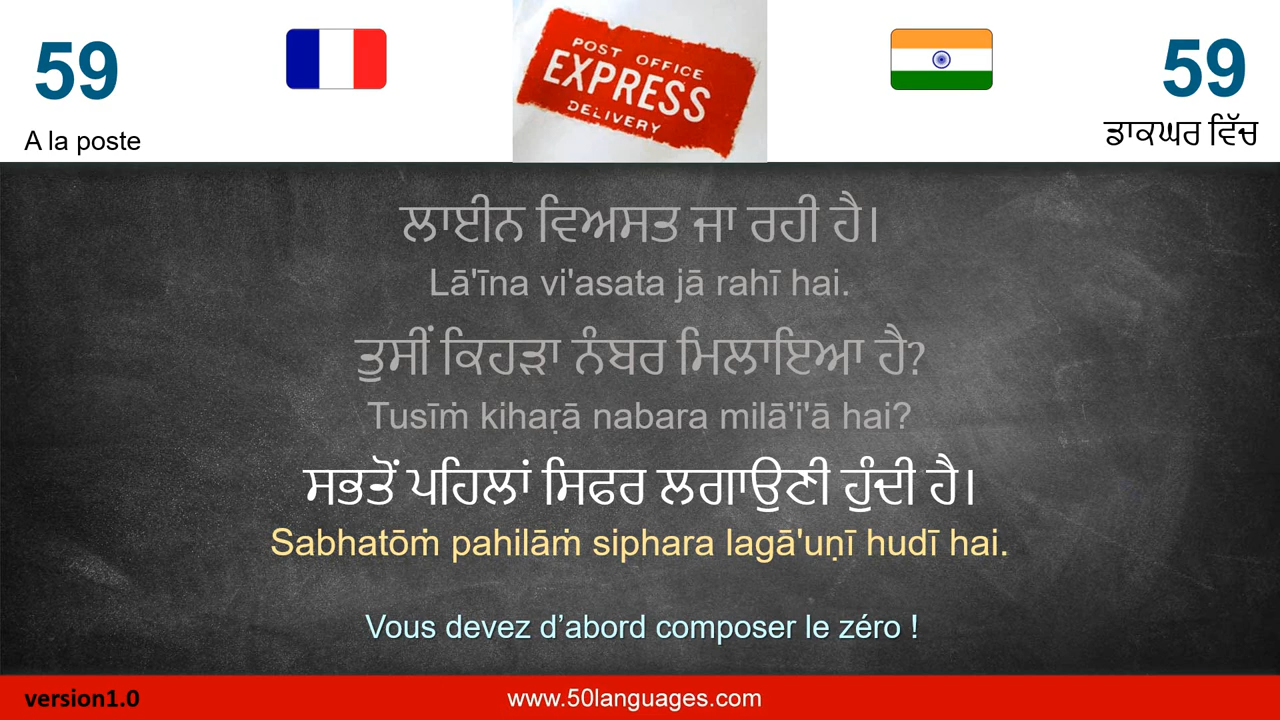 59
A la poste
POST OFFICE
EXPRESS
DELIVERY
59
ਡਾਕਘਰ ਵਿੱਚ
ਲਾਈਨ ਵਿਅਸਤ ਜਾ ਰਹੀ ਹੈ।
Lā'īna vi'asata jā rahī hai.
ਤੁਸੀਂ ਕਿਹੜਾ ਨੰਬਰ ਮਿਲਾਇਆ ਹੈ?
Tusīṁ kihaṛā nabara milā'i'ā hai?
ਸਭਤੋਂ ਪਹਿਲਾਂ ਸਿਫਰ ਲਗਾਉਣੀ ਹੁੰਦੀ ਹੈ।
Sabhatōṁ pahilāṁ siphara lagā'uṇī hudī hai.
Vous devez d’abord composer le zéro !
version1.0
www.50languages.com